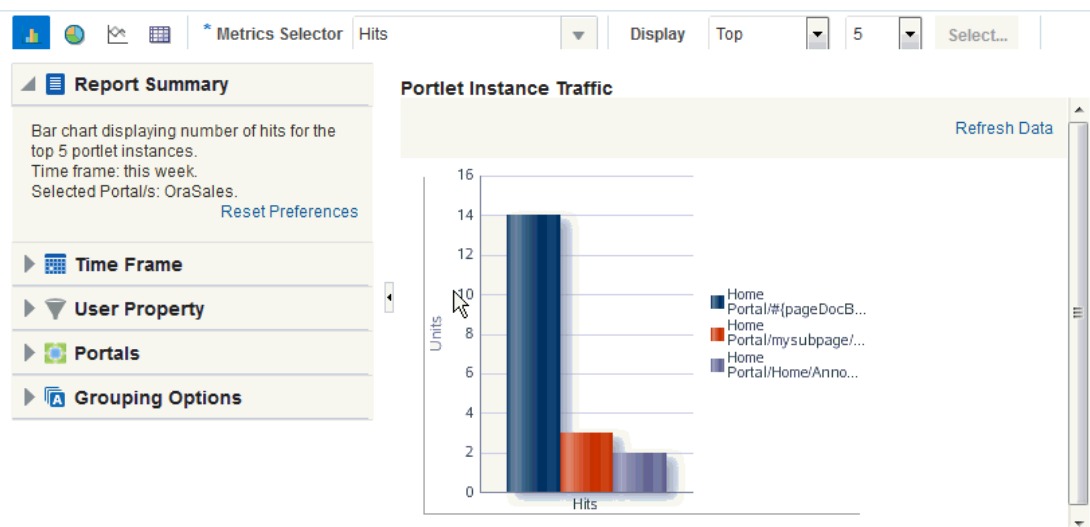 * Metrics Selector Hits Display Top 5 Select...
Report Summary
Bar chart displaying number of hits for the
top 5 portlet instances.
Time frame: this week.
Selected Portal/s: OraSales.
Reset Preferences
Time Frame
User Property
Portals
Grouping Options
Portlet Instance Traffic
Refresh Data
16
14
12
10
8
6
4
2
0
Units
Hits
Home
Portal/#{pageDocB...
Home
Portal/mysubpage/...
Home
Portal/Home/Anno...